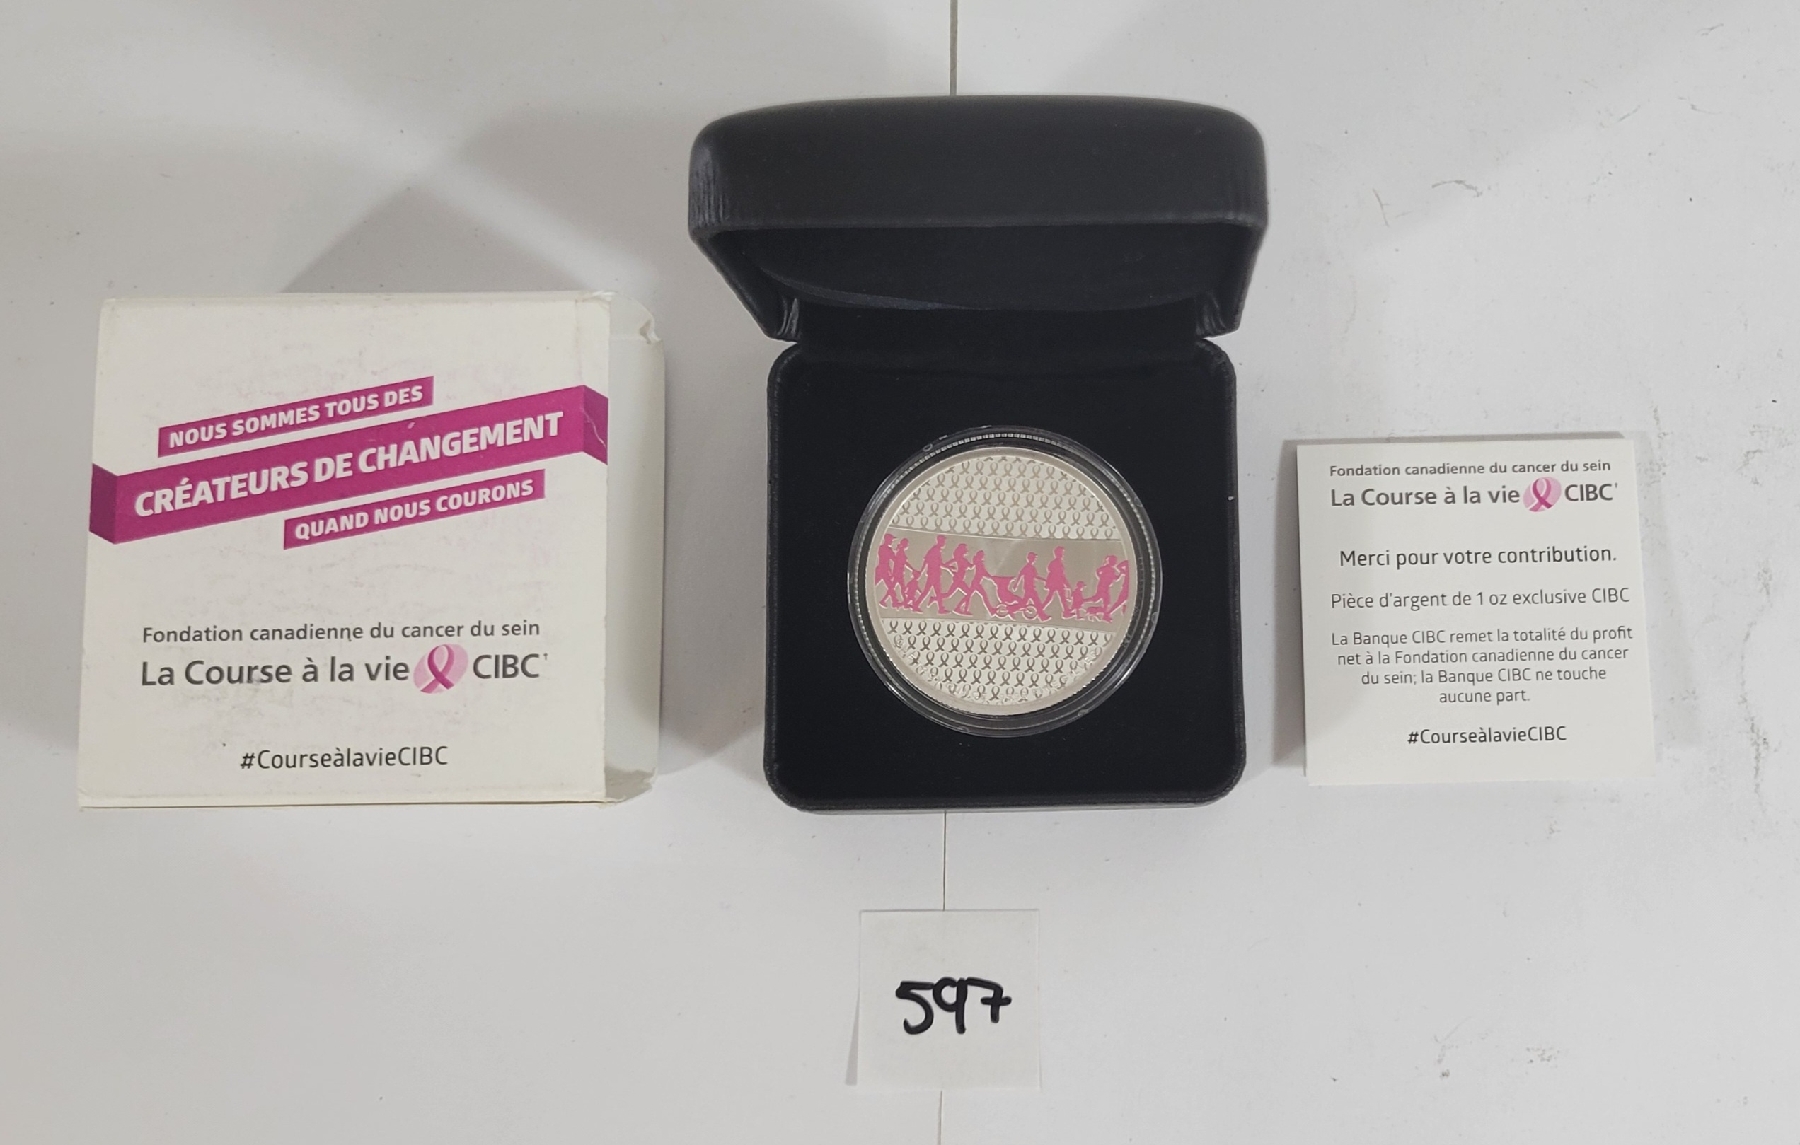 NOUS SOMMES TOUS DES
CRÉATEURS DE CHANGEMENT
QUAND NOUS COURONS
Fondation canadienne du cancer du sein
La Course à la vie CIBC
#CourseàlavieCIBC
Fondation canadienne du cancer du sein
La Course à la vie CIBC
Merci pour votre contribution.
Pièce d'argent de 1 oz exclusive CIBC
La Banque CIBC remet la totalité du profit
net à la Fondation canadienne du cancer
du sein; la Banque CIBC ne touche
aucune part.
#CourseàlavieCIBC
597